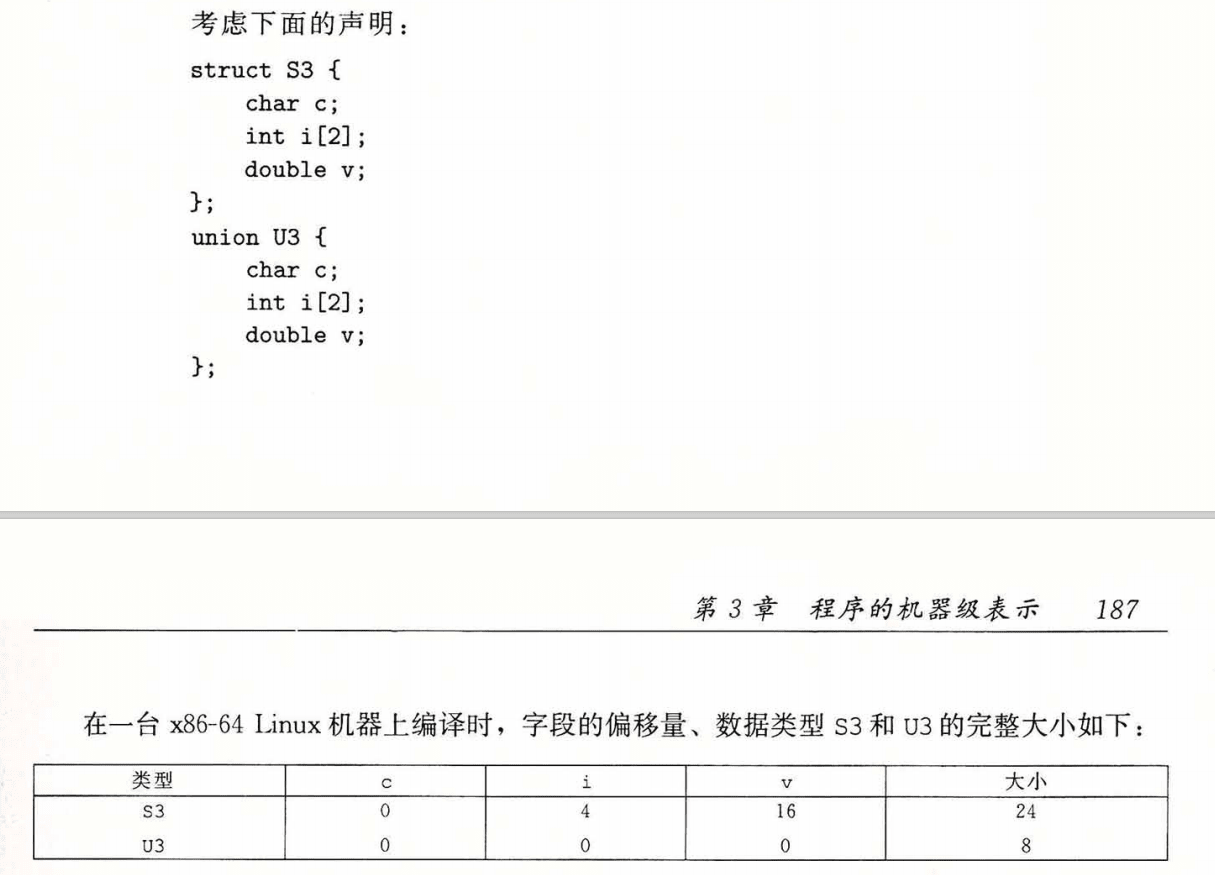 考虑下面的声明：
struct S3 {
    char c;
    int i[2];
    double v;
};
union U3 {
    char c;
    int i[2];
    double v;
};
第 3 章 程序的机器级表示 187
在一台 x86-64 Linux 机器上编译时，字段的偏移量、数据类型 S3 和 U3 的完整大小如下：
类型 c i v 大小
S3 0 4 16 24
U3 0 0 0 8